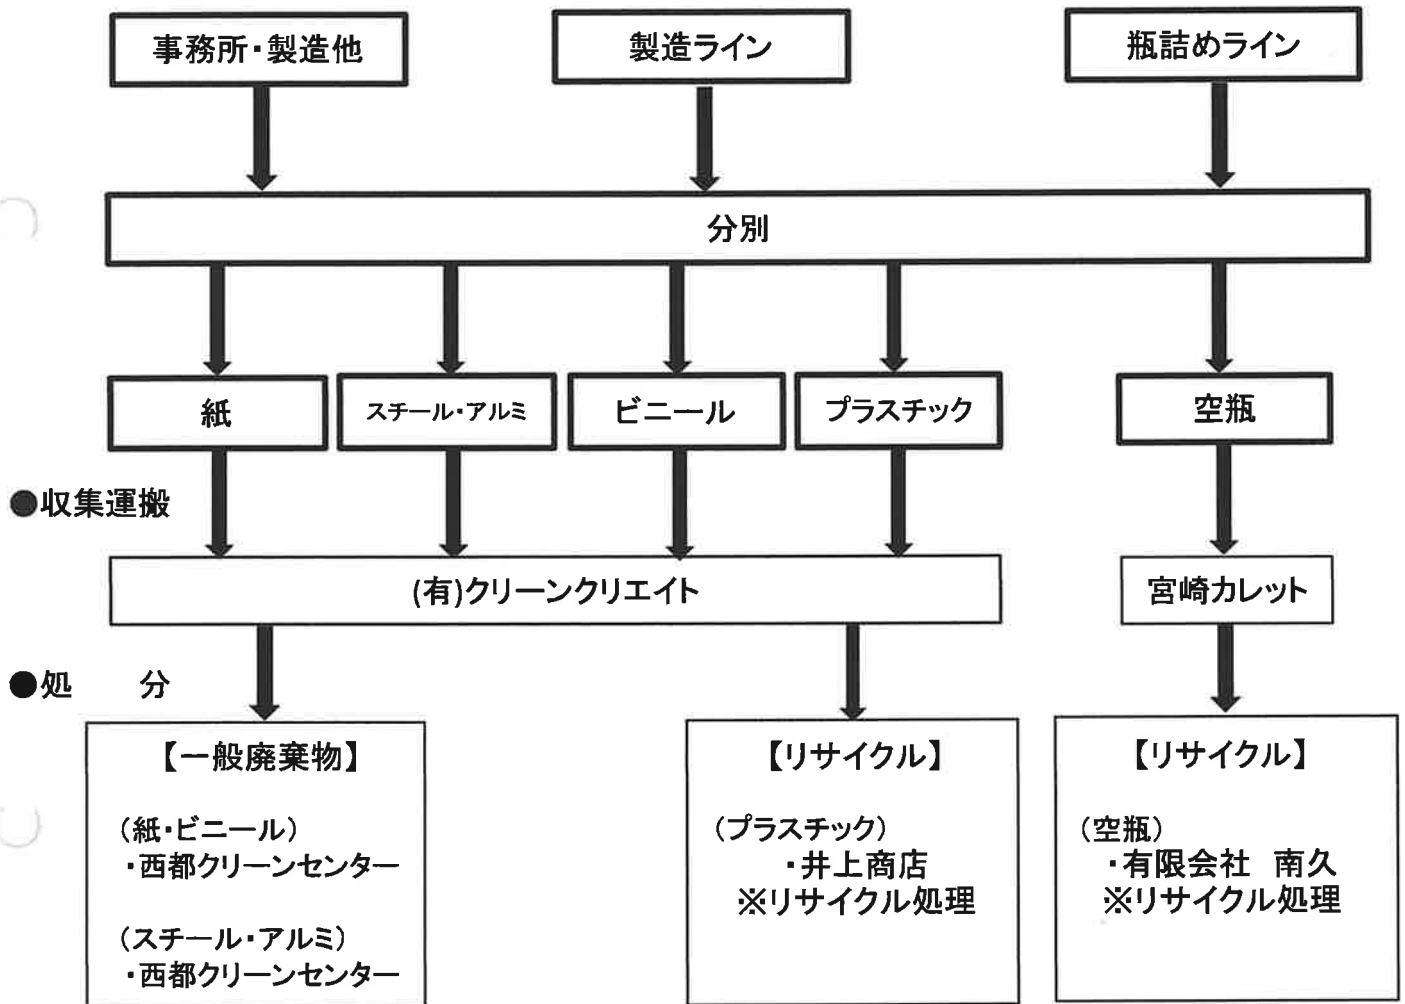 事務所・製造他
製造ライン
瓶詰めライン
分別
紙
スチール・アルミ
ビニール
プラスチック
空瓶
●収集運搬
(有)クリーンクリエイト
宮崎カレット
●処　　分
【一般廃棄物】
（紙・ビニール）
・西都クリーンセンター
（スチール・アルミ）
・西都クリーンセンター
【リサイクル】
（プラスチック）
・井上商店
※リサイクル処理
【リサイクル】
（空瓶）
・有限会社　南久
※リサイクル処理